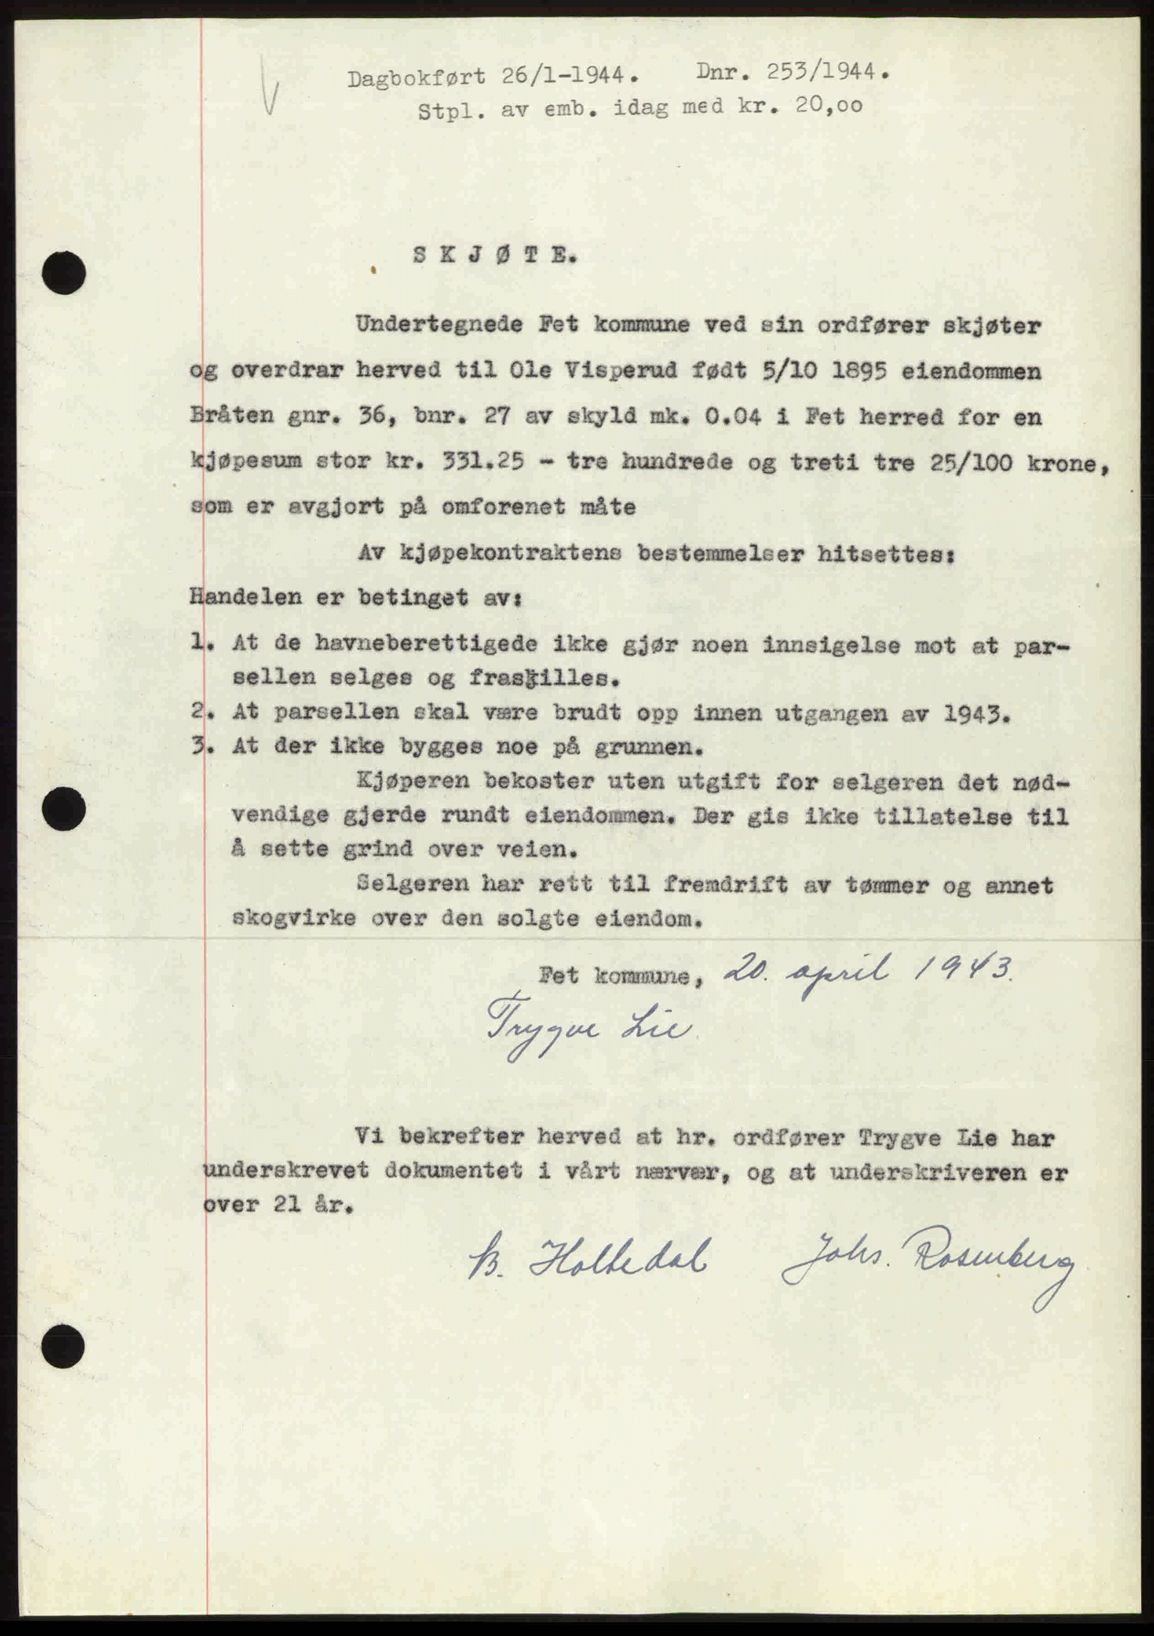 Dagbokført 26/1-1944. Dnr. 253/1944.
Stpl. av emb. idag med kr. 20,oo
S K J Ø T E.
Undertegnede Fet kommune ved sin ordfører skjøter
og overdrar herved til Ole Visperud født 5/10 1895 eiendommen
Bråten gnr. 36, bnr. 27 av skyld mk. 0.04 i Fet herred for en
kjøpesum stor kr. 331.25 - tre hundrede og treti tre 25/100 krone,
som er avgjort på omforenet måte
Av kjøpekontraktens bestemmelser hitsettes:
Handelen er betinget av:
1. At de havneberettigede ikke gjør noen innsigelse mot at par-
sellen selges og fraskilles.
2. At parsellen skal være brudt opp innen utgangen av 1943.
3. At der ikke bygges noe på grunnen.
Kjøperen bekoster uten utgift for selgeren det nød-
vendige gjerde rundt eiendommen. Der gis ikke tillatelse til
å sette grind over veien.
Selgeren har rett til fremdrift av tømmer og annet
skogvirke over den solgte eiendom.
Fet kommune, 20. april 1943.
Trygve Lie
Vi bekrefter herved at hr. ordfører Trygve Lie har
underskrevet dokumentet i vårt nærvær, og at underskriveren er
over 21 år.
B. Holtedal Johs. Rosenberg